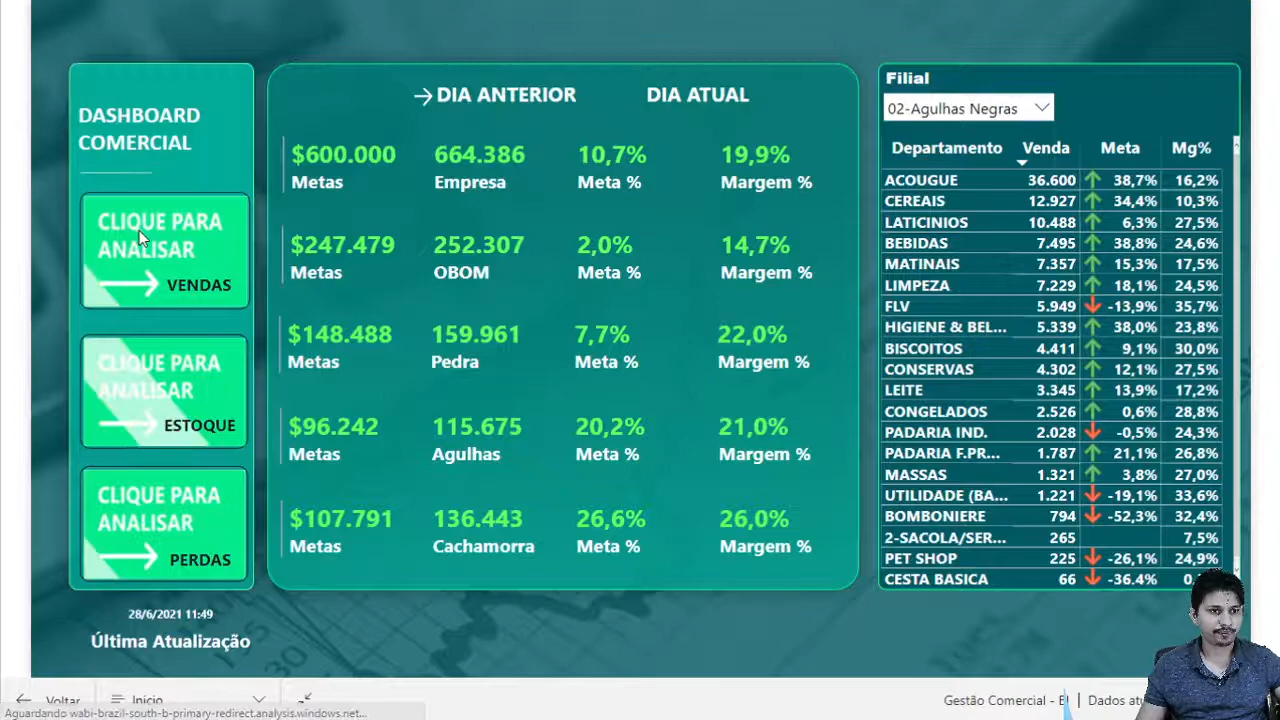 DASHBOARD
COMERCIAL
CLIQUE PARA
ANALISAR
VENDAS
CLIQUE PARA
ANALISAR
ESTOQUE
CLIQUE PARA
ANALISAR
PERDAS
28/6/2021 11:49
Última Atualização
DIA ANTERIOR DIA ATUAL
$600.000 664.386 10,7% 19,9%
Metas Empresa Meta % Margem %
$247.479 252.307 2,0% 14,7%
Metas OBOM Meta % Margem %
$148.488 159.961 7,7% 22,0%
Metas Pedra Meta % Margem %
$96.242 115.675 20,2% 21,0%
Metas Agulhas Meta % Margem %
$107.791 136.443 26,6% 26,0%
Metas Cachamorra Meta % Margem %
Filial
02-Agulhas Negras
Departamento Venda Meta Mg%
ACOUGUE 36.600 38,7% 16,2%
CEREAIS 12.927 34,4% 10,3%
LATICINIOS 10.488 6,3% 27,5%
BEBIDAS 7.495 38,8% 24,6%
MATINAIS 7.357 15,3% 17,5%
LIMPEZA 7.229 18,1% 24,5%
FLV 5.949 -13,9% 35,7%
HIGIENE & BEL... 5.339 38,0% 23,8%
BISCOITOS 4.411 9,1% 30,0%
CONSERVAS 4.302 12,1% 27,5%
LEITE 3.345 13,9% 17,2%
CONGELADOS 2.526 0,6% 28,8%
PADARIA IND. 2.028 -0,5% 24,3%
PADARIA F.PR... 1.787 21,1% 26,8%
MASSAS 1.321 3,8% 27,0%
UTILIDADE (BA... 1.221 -19,1% 33,6%
BOMBONIERE 794 -52,3% 32,4%
2-SACOLA/SER... 265 7,5%
PET SHOP 225 -26,1% 24,9%
CESTA BASICA 66 -36.4%
Voltar Início
Gestão Comercial - Dados
Aguardando wabi-brazil-south-b-primary-redirect.analysis.windows.net...